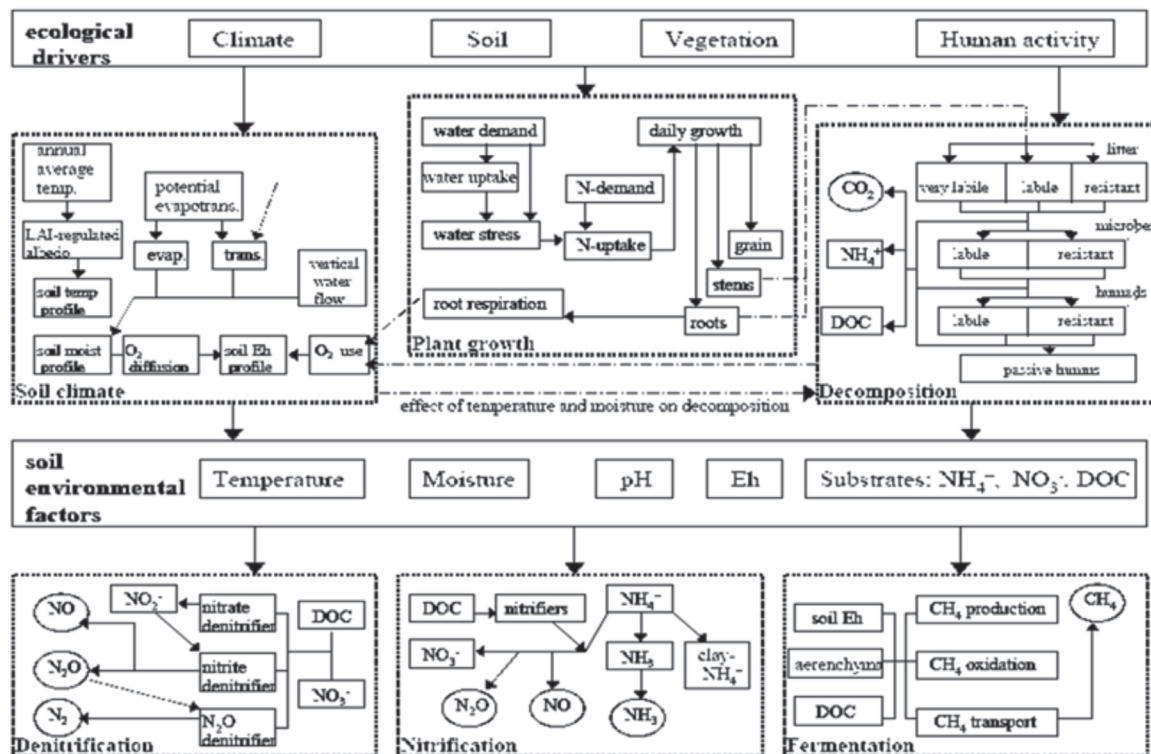 ecological
drivers
Climate
Soil
Vegetation
Human activity
annual
average
temp.
potential
evapotrans.
LAI-regulated
albedo
evap.
trans.
vertical
water
flow
soil temp
profile
soil moist
profile
O₂
diffusion
soil Eh
profile
O₂ use
Soil climate
water demand
daily growth
water uptake
N-demand
water stress
N-uptake
grain
stems
root respiration
roots
Plant growth
litter
CO₂
very labile
labile
resistant
microbes
NH₄⁺
labile
resistant
humads
DOC
labile
resistant
passive humus
Decomposition
effect of temperature and moisture on decomposition
soil
environmental
factors
Temperature
Moisture
pH
Eh
Substrates: NH₄⁻, NO₃⁻, DOC
NO
NO₂⁻
nitrate
denitrifier
DOC
N₂O
nitrite
denitrifier
NO₃⁻
N₂
N₂O
denitrifier
Denitrification
DOC
nitrifiers
NH₄⁻
NO₃⁻
NH₃
clay-
NH₄⁻
N₂O
NO
NH₃
Nitrification
soil Eh
CH₄ production
CH₄
aerenchyma
CH₄ oxidation
DOC
CH₄ transport
Fermentation